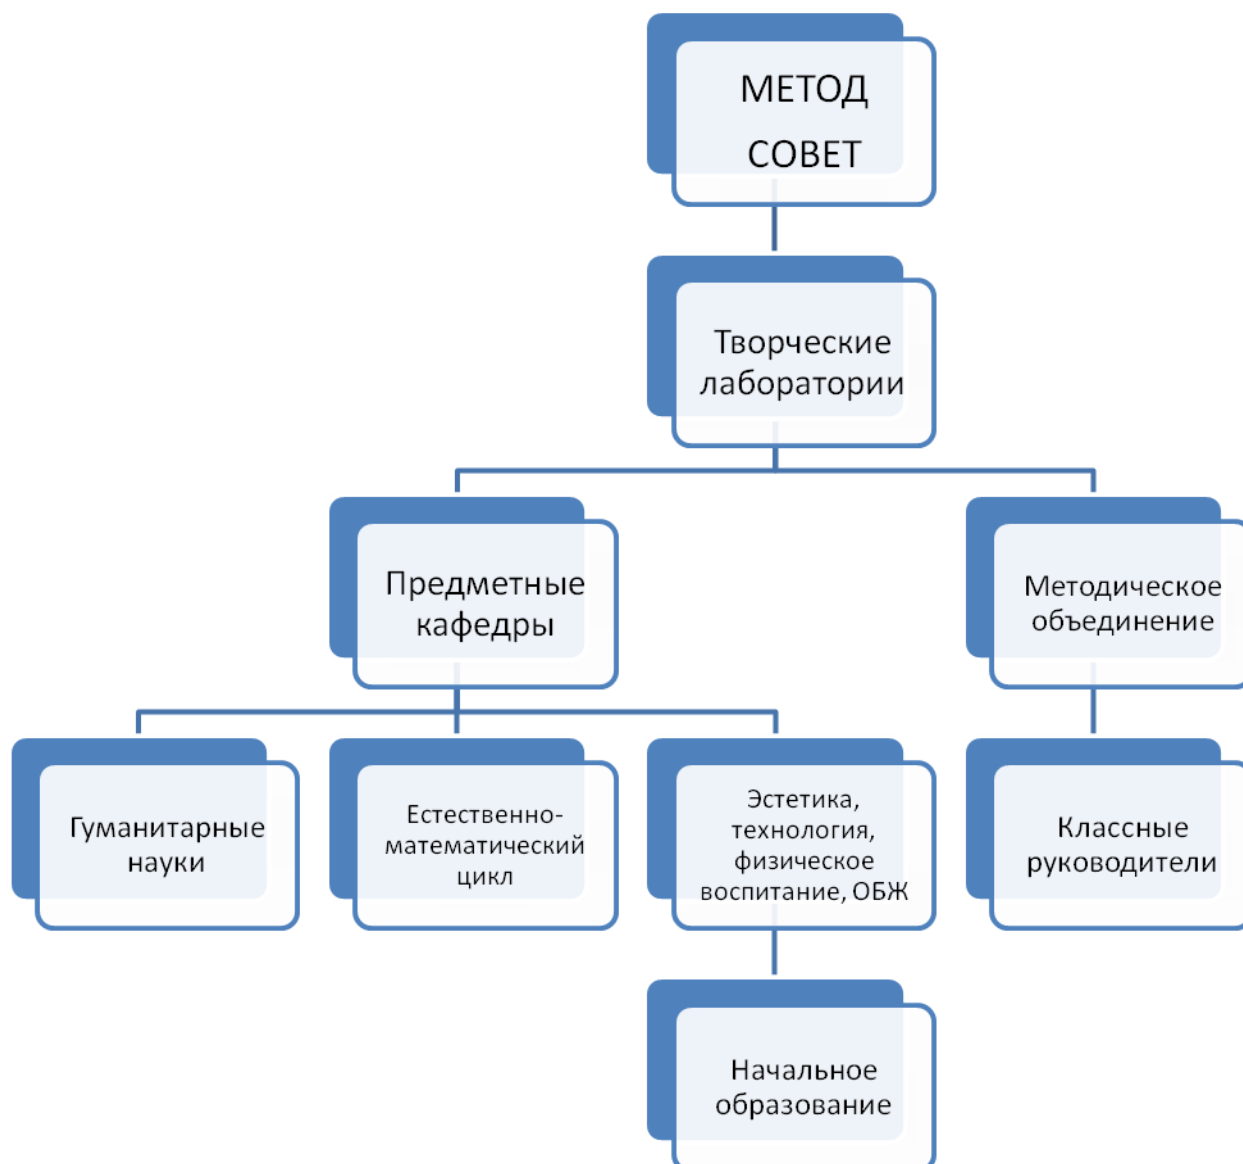 МЕТОД
СОВЕТ
Творческие
лаборатории
Предметные
кафедры
Методическое
объединение
Гуманитарные
науки
Естественно-
математический
цикл
Эстетика,
технология,
физическое
воспитание, ОБЖ
Классные
руководители
Начальное
образование